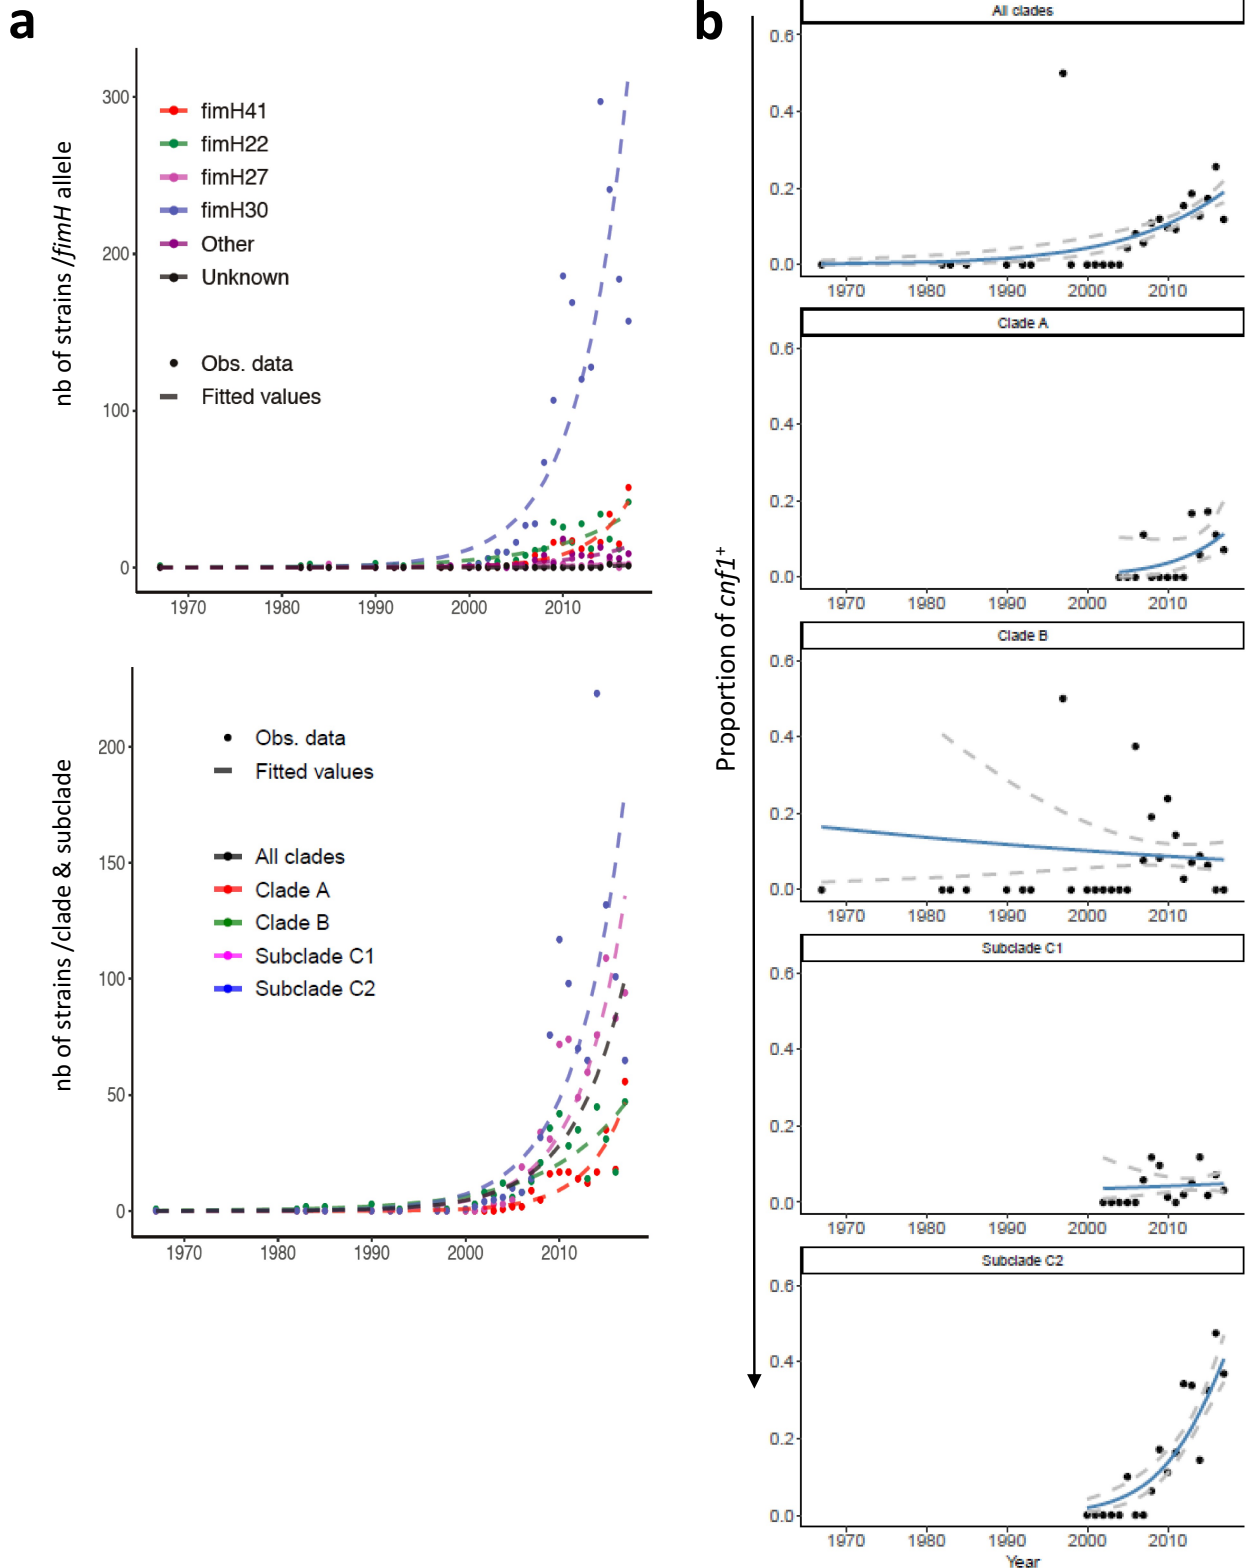 a
nb of strains /fimH allele
300
200
100
0
fimH41
fimH22
fimH27
fimH30
Other
Unknown
Obs. data
Fitted values
1970 1980 1990 2000 2010
nb of strains /clade & subclade
200
150
100
50
0
Obs. data
Fitted values
All clades
Clade A
Clade B
Subclade C1
Subclade C2
1970 1980 1990 2000 2010
b
Proportion of cnf1+
All clades
0.6
0.4
0.2
0.0
1970 1980 1990 2000 2010
Clade A
0.6
0.4
0.2
0.0
1970 1980 1990 2000 2010
Clade B
0.6
0.4
0.2
0.0
1970 1980 1990 2000 2010
Subclade C1
0.6
0.4
0.2
0.0
1970 1980 1990 2000 2010
Subclade C2
0.6
0.4
0.2
0.0
1970 1980 1990 2000 2010
Year